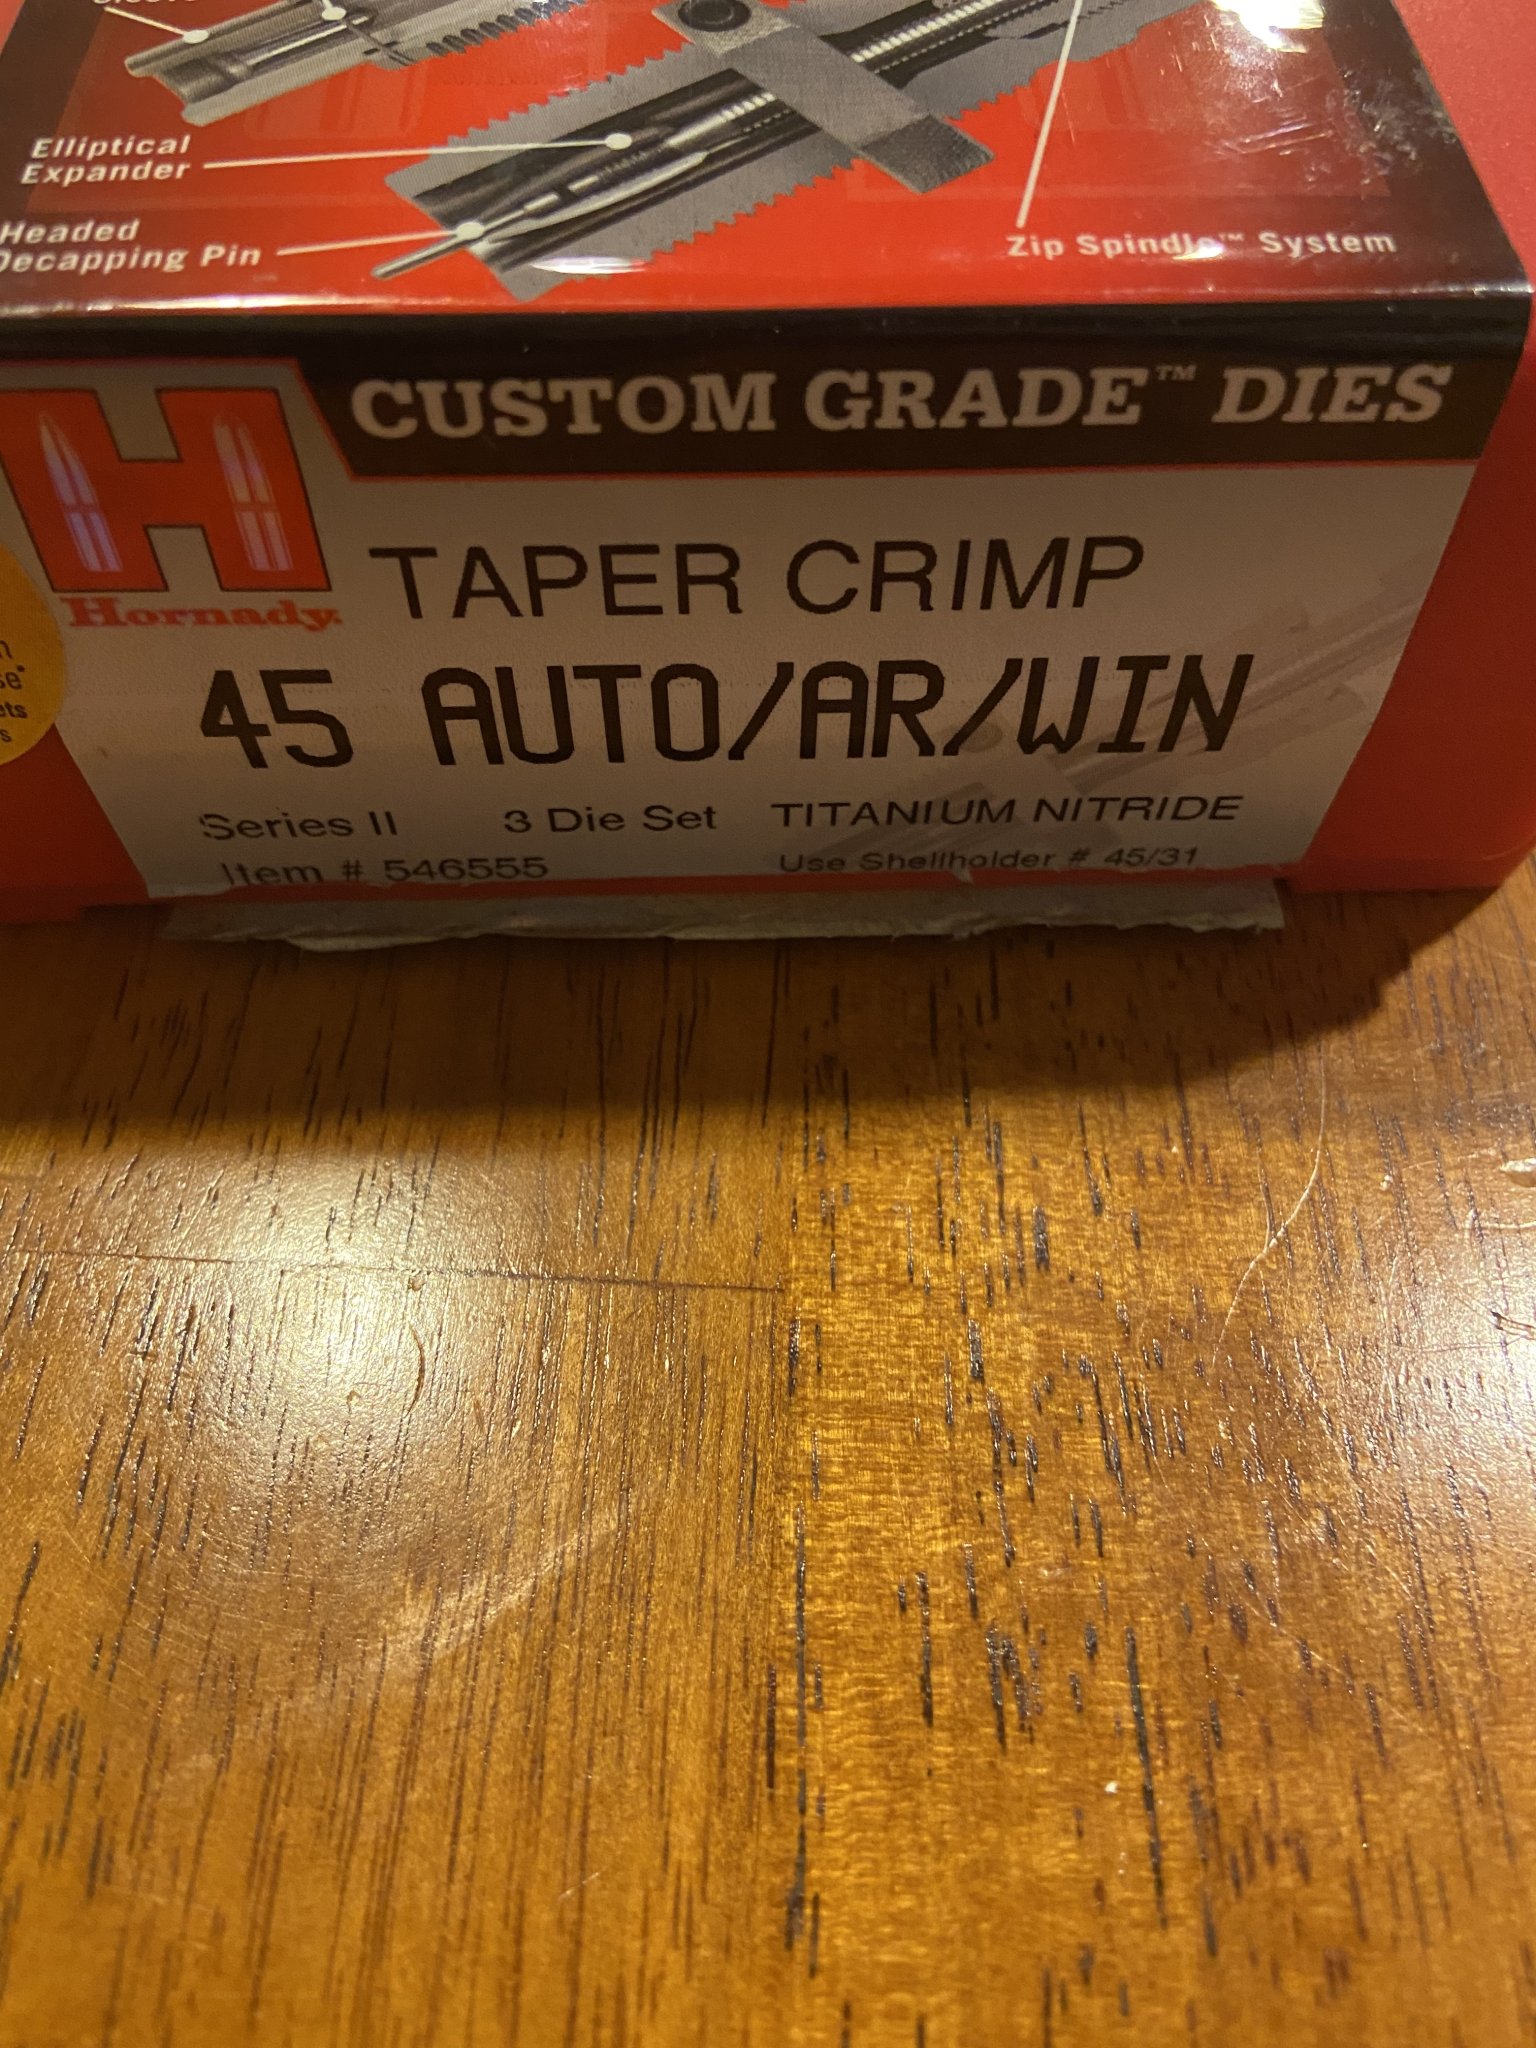 Elliptical
Expander
Headed
Decapping Pin
Zip Spindle™ System
CUSTOM GRADE™ DIES
Hornady
TAPER CRIMP
45 AUTO/AR/WIN
Series II 3 Die Set TITANIUM NITRIDE
Item # 546555 Use Shellholder # 45/31